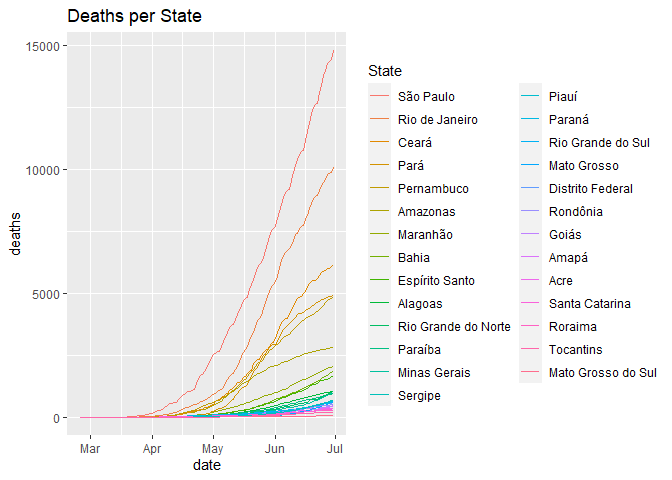 Deaths per State
15000
10000
5000
0
deaths
Mar Apr May Jun Jul
date
State
São Paulo
Rio de Janeiro
Ceará
Pará
Pernambuco
Amazonas
Maranhão
Bahia
Espírito Santo
Alagoas
Rio Grande do Norte
Paraíba
Minas Gerais
Sergipe
Piauí
Paraná
Rio Grande do Sul
Mato Grosso
Distrito Federal
Rondônia
Goiás
Amapá
Acre
Santa Catarina
Roraima
Tocantins
Mato Grosso do Sul